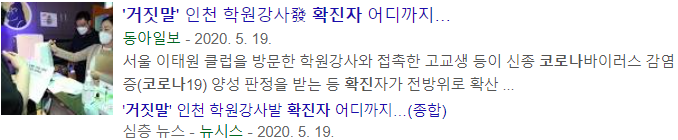 '거짓말' 인천 학원강사發 확진자 어디까지...
동아일보 - 2020. 5. 19.
서울 이태원 클럽을 방문한 학원강사와 접촉한 고교생 등이 신종 코로나바이러스 감염
증(코로나19) 양성 판정을 받는 등 확진자가 전방위로 확산 ...
'거짓말' 인천 학원강사발 확진자 어디까지...(종합)
심층 뉴스 - 뉴시스 - 2020. 5. 19.